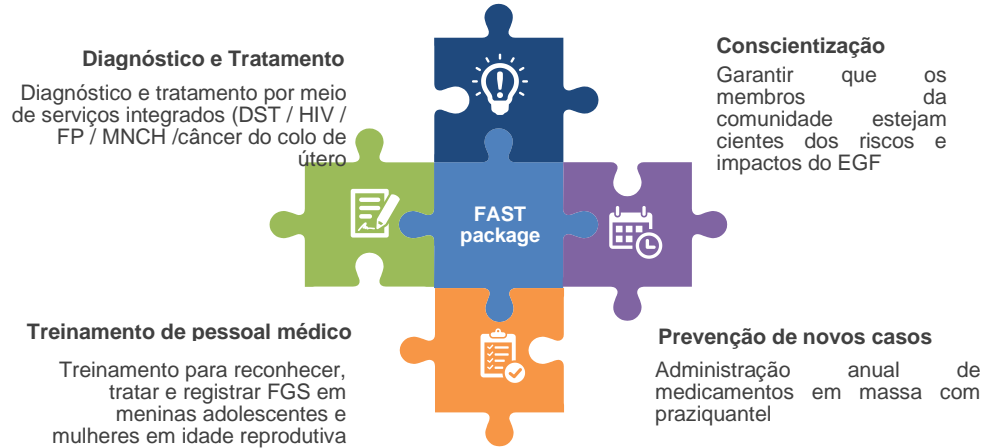 Diagnóstico e Tratamento
Diagnóstico e tratamento por meio
de serviços integrados (DST / HIV /
FP / MNCH /câncer do colo de
útero
Conscientização
Garantir que os
membros da
comunidade estejam
cientes dos riscos e
impactos do EGF
FAST
package
Treinamento de pessoal médico
Treinamento para reconhecer,
tratar e registrar FGS em
meninas adolescentes e
mulheres em idade reprodutiva
Prevenção de novos casos
Administração anual de
medicamentos em massa com
praziquantel